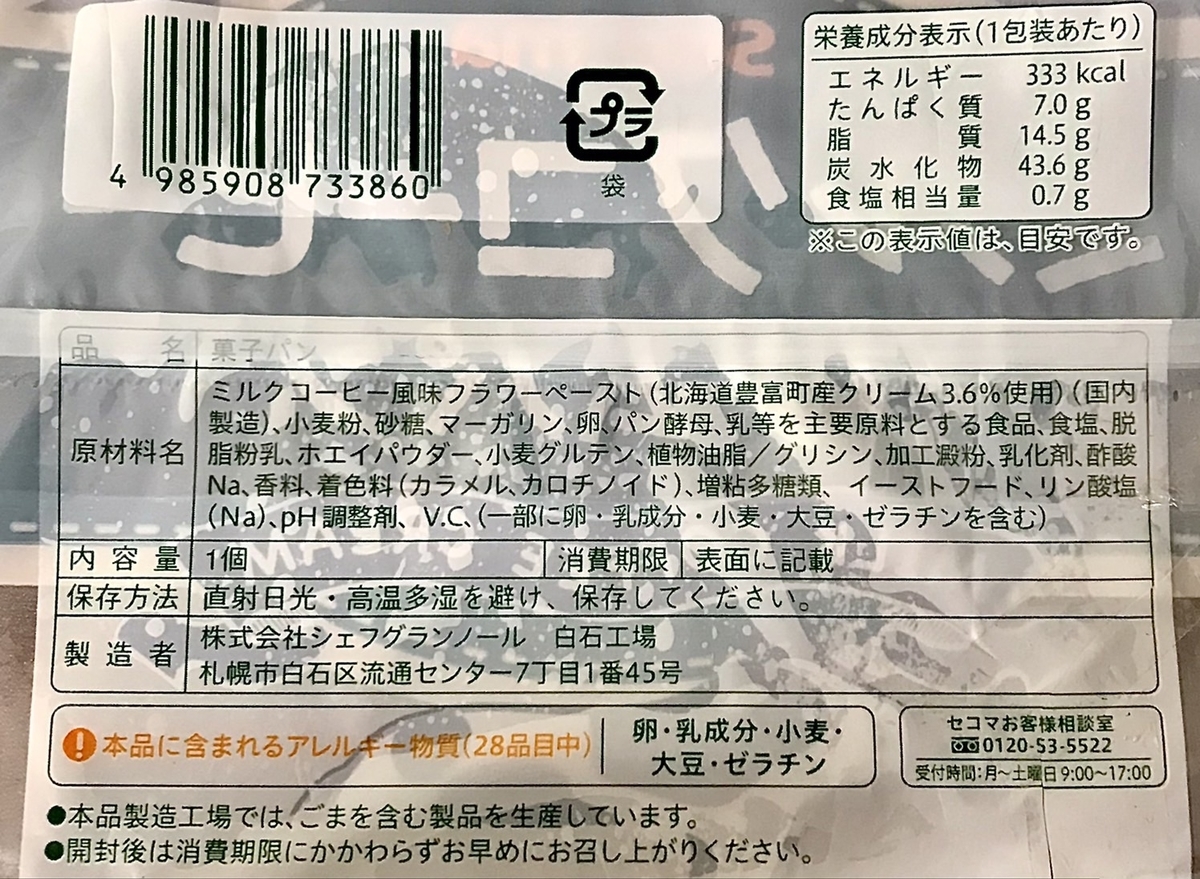 4 985908 733860
プラ
袋
栄養成分表示(1包装あたり)
エネルギー 333 kcal
たんぱく質 7.0 g
脂質 14.5 g
炭水化物 43.6 g
食塩相当量 0.7 g
※この表示値は、目安です。
品名 菓子パン
原材料名 ミルクコーヒー風味フラワーペースト(北海道豊富町産クリーム3.6%使用)(国内
製造)、小麦粉、砂糖、マーガリン、卵、パン酵母、乳等を主要原料とする食品、食塩、脱
脂粉乳、ホエイパウダー、小麦グルテン、植物油脂/グリシン、加工澱粉、乳化剤、酢酸
Na、香料、着色料(カラメル、カロチノイド)、増粘多糖類、イーストフード、リン酸塩
(Na)、pH調整剤、V.C、(一部に卵・乳成分・小麦・大豆・ゼラチンを含む)
内容量 1個 消費期限 表面に記載
保存方法 直射日光・高温多湿を避け、保存してください。
製造者 株式会社シェフグランノール 白石工場
札幌市白石区流通センター7丁目1番45号
本品に含まれるアレルギー物質(28品目中) 卵・乳成分・小麦・
大豆・ゼラチン
セコマお客様相談室
0120-53-5522
受付時間:月~土曜日9:00~17:00
●本品製造工場では、ごまを含む製品を生産しています。
●開封後は消費期限にかかわらずお早めにお召し上がりください。